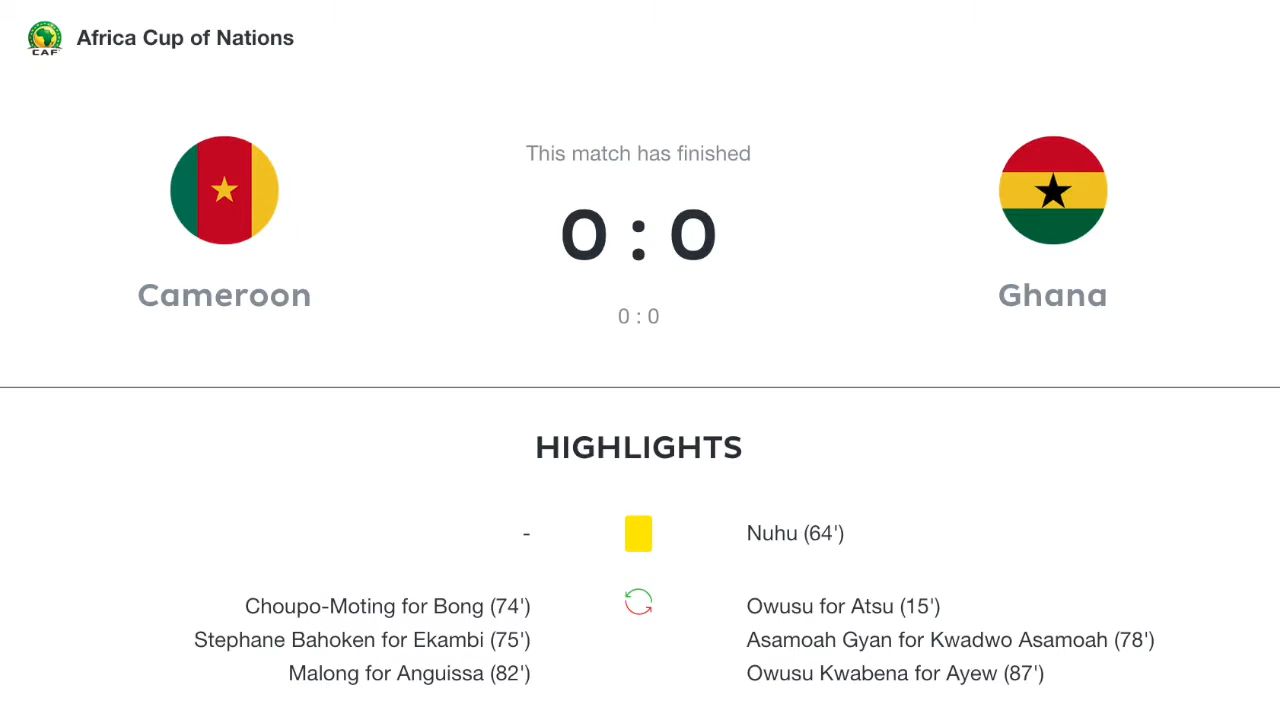 CAF
Africa Cup of Nations
This match has finished
0 : 0
Cameroon
Ghana
0 : 0
HIGHLIGHTS
-
Nuhu (64')
Choupo-Moting for Bong (74')
Owusu for Atsu (15')
Stephane Bahoken for Ekambi (75')
Asamoah Gyan for Kwadwo Asamoah (78')
Malong for Anguissa (82')
Owusu Kwabena for Ayew (87')